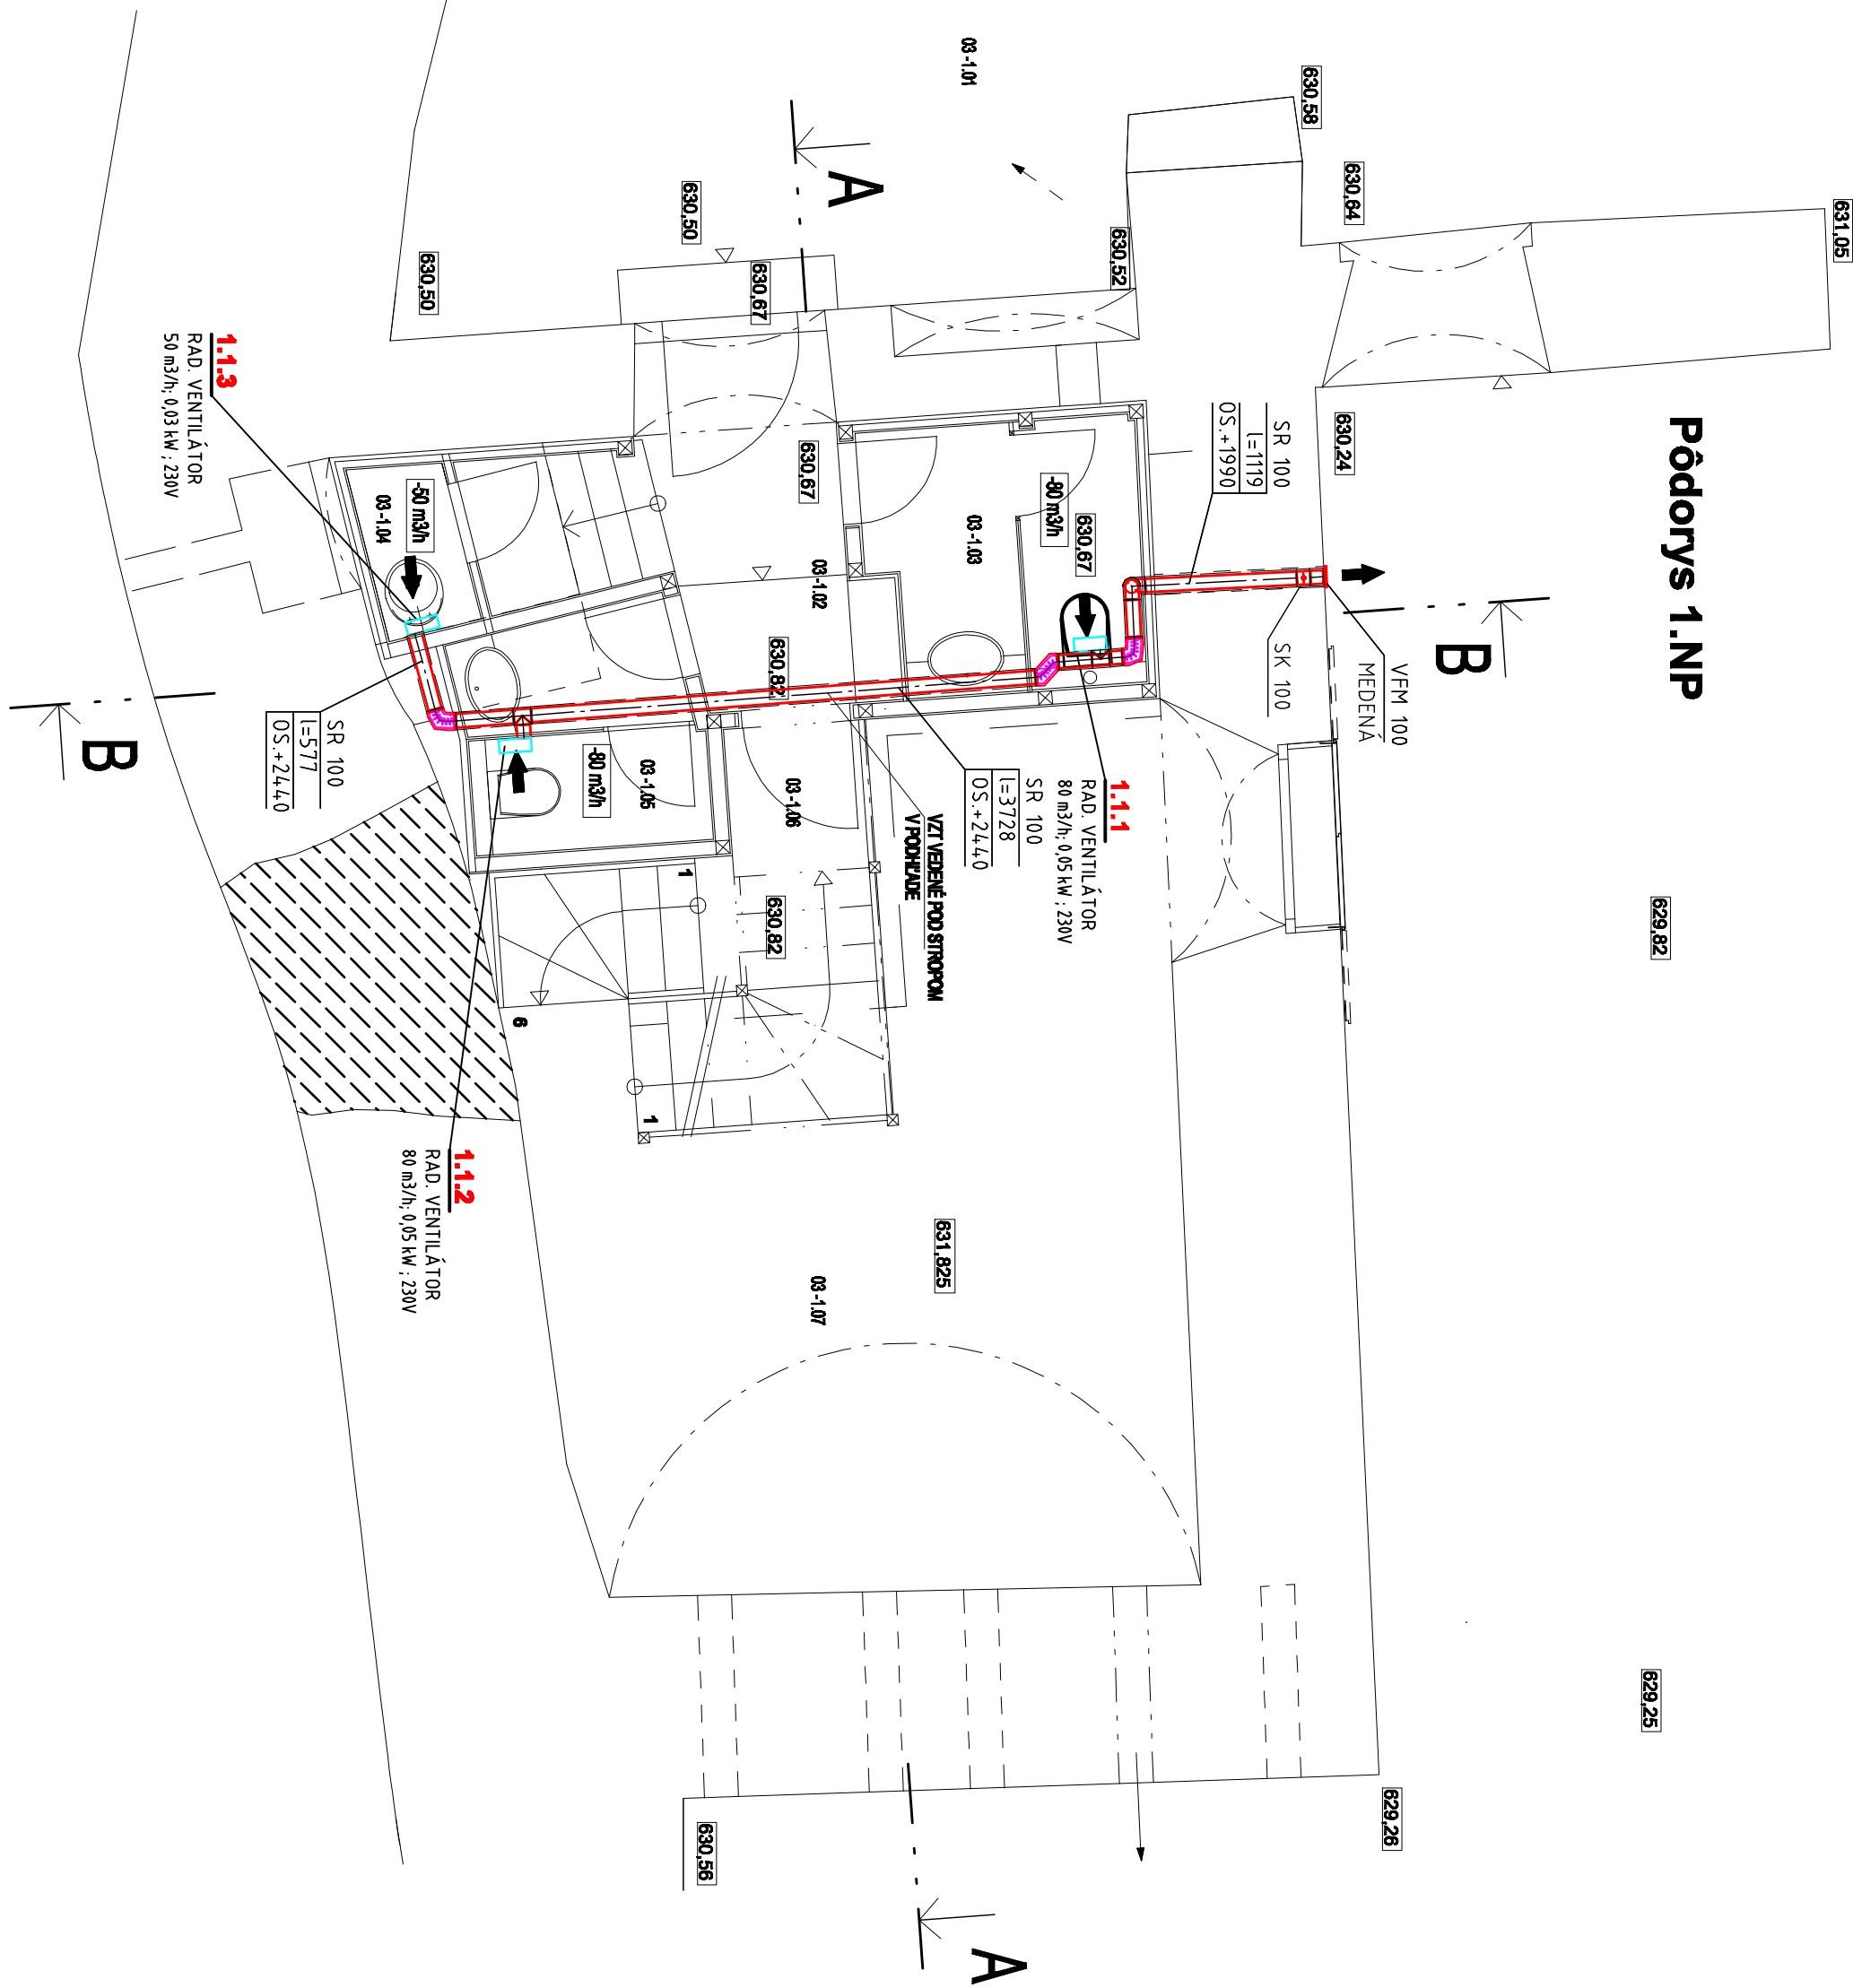 Pôdorys 1.NP
631,05
630,64
630,58
03-1.01
630,50
630,52
630,50
630,67
A
630,24
SR 100
l=1119
OS.+1990
630,67
-80 m3/h
630,67
03-1.03
03-1.02
-50 m3/h
03-1.04
1.1.3
RAD. VENTILÁTOR
50 m3/h; 0,03 kW ; 230V
B
VFM 100
MEDENÁ
SK 100
630,82
SR 100
l=577
OS.+2440
B
1.1.1
RAD. VENTILÁTOR
80 m3/h; 0,05 kW ; 230V
SR 100
l=3728
OS.+2440
VZT VEDENÉ POD STROPOM
V PODHĽADE
03-1.06
03-1.05
-80 m3/h
630,82
1
6
1
629,82
1.1.2
RAD. VENTILÁTOR
80 m3/h; 0,05 kW ; 230V
631,825
03-1.07
629,25
629,26
630,56
A